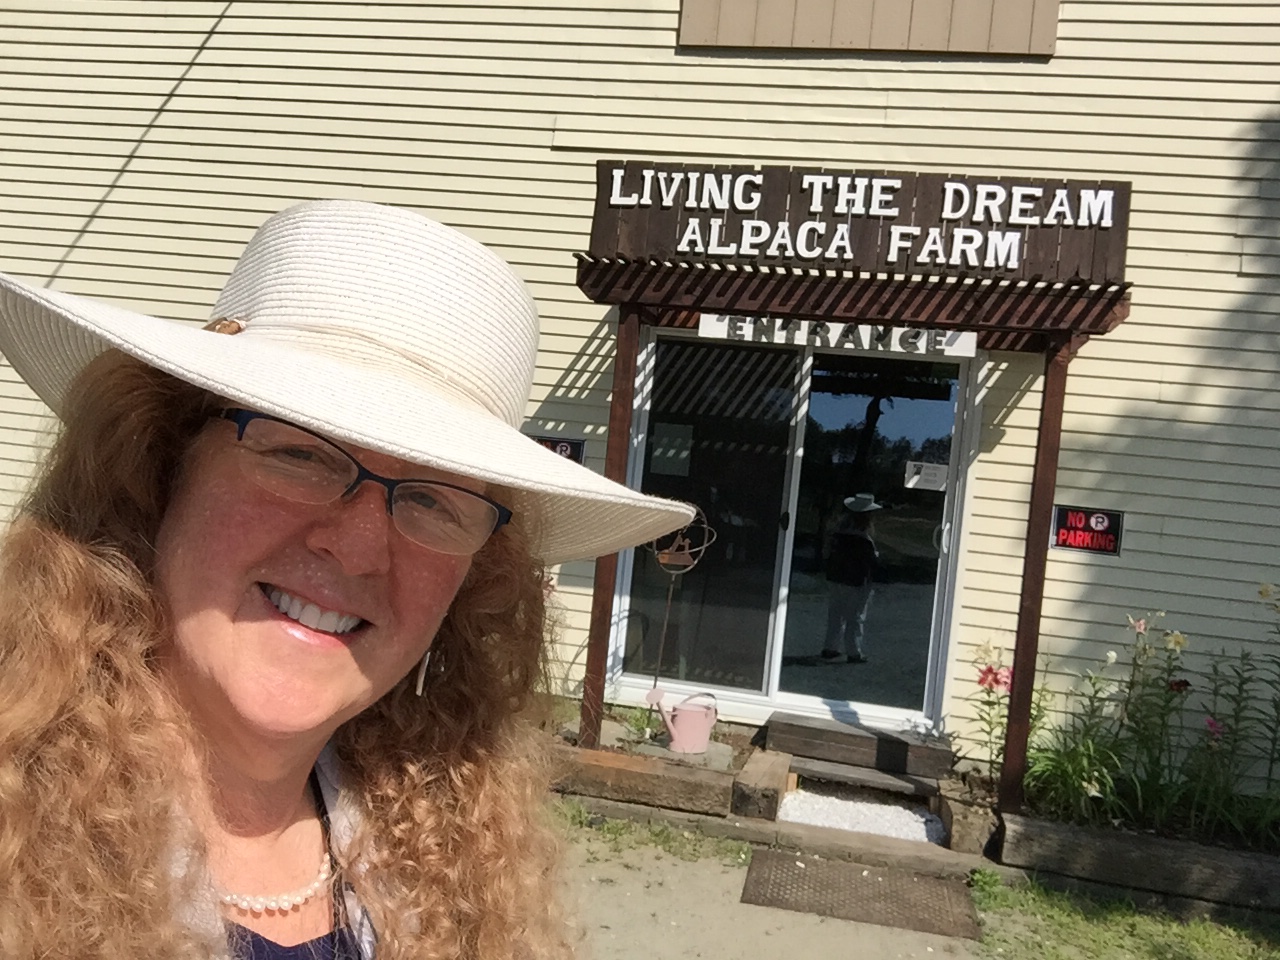 LIVING THE DREAM
ALPACA FARM
ENTRANCE
NO
PARKING